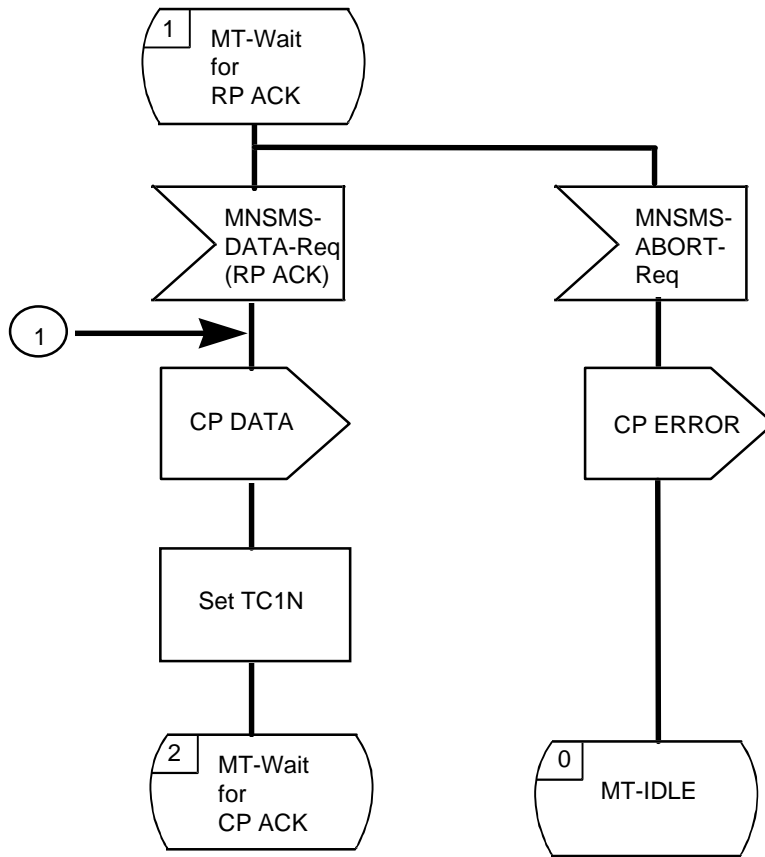 1
MT-Wait
for
RP ACK
MNSMS-
DATA-Req
(RP ACK)
MNSMS-
ABORT-
Req
1
CP DATA
CP ERROR
Set TC1N
2
MT-Wait
for
CP ACK
0
MT-IDLE